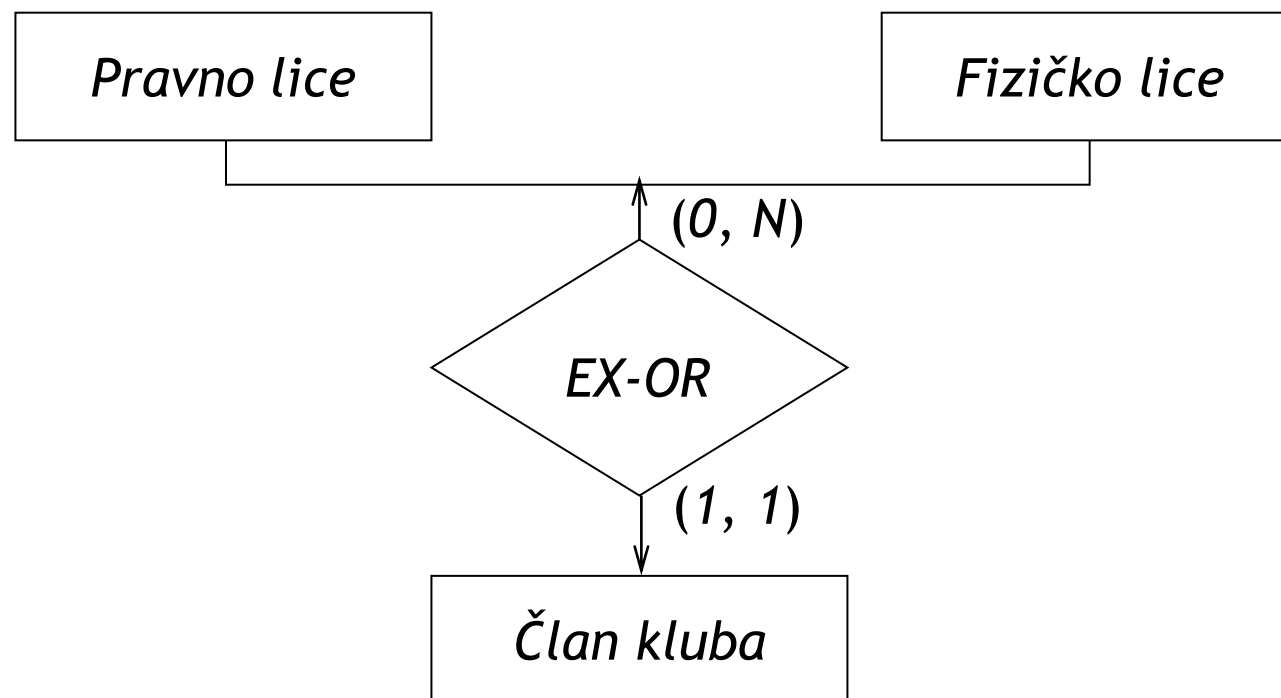 Pravno lice
Fizičko lice
(0, N)
EX-OR
(1, 1)
Član kluba